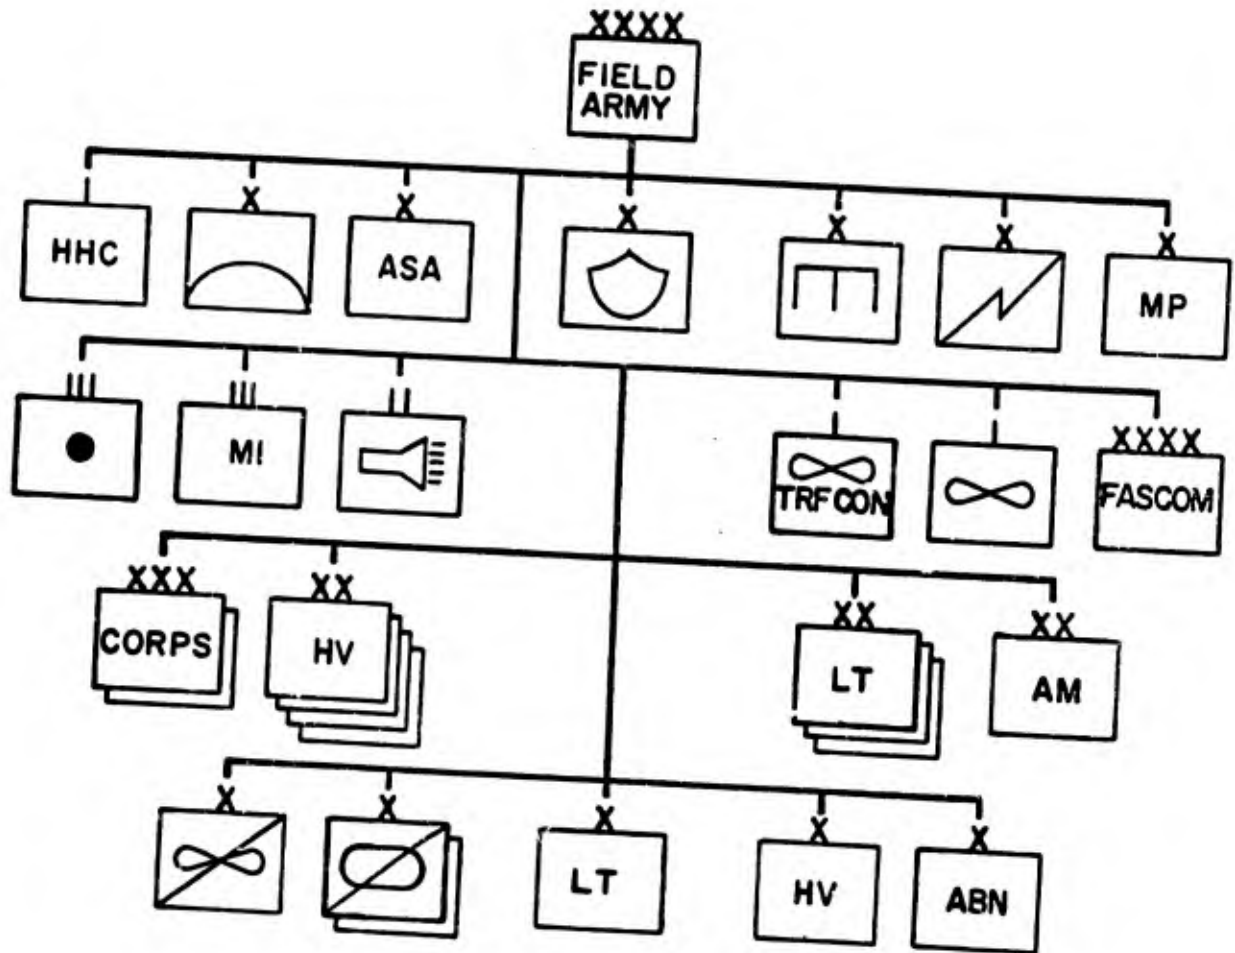 XXXX
FIELD
ARMY
I
X
X
X
X
X
X
HHC
ASA
MP
III
III
II
I
I
XXXX
MI
TRFCON
FASCOM
XXX
XX
XX
XX
CORPS
HV
LT
AM
X
X
X
X
X
LT
HV
ABN